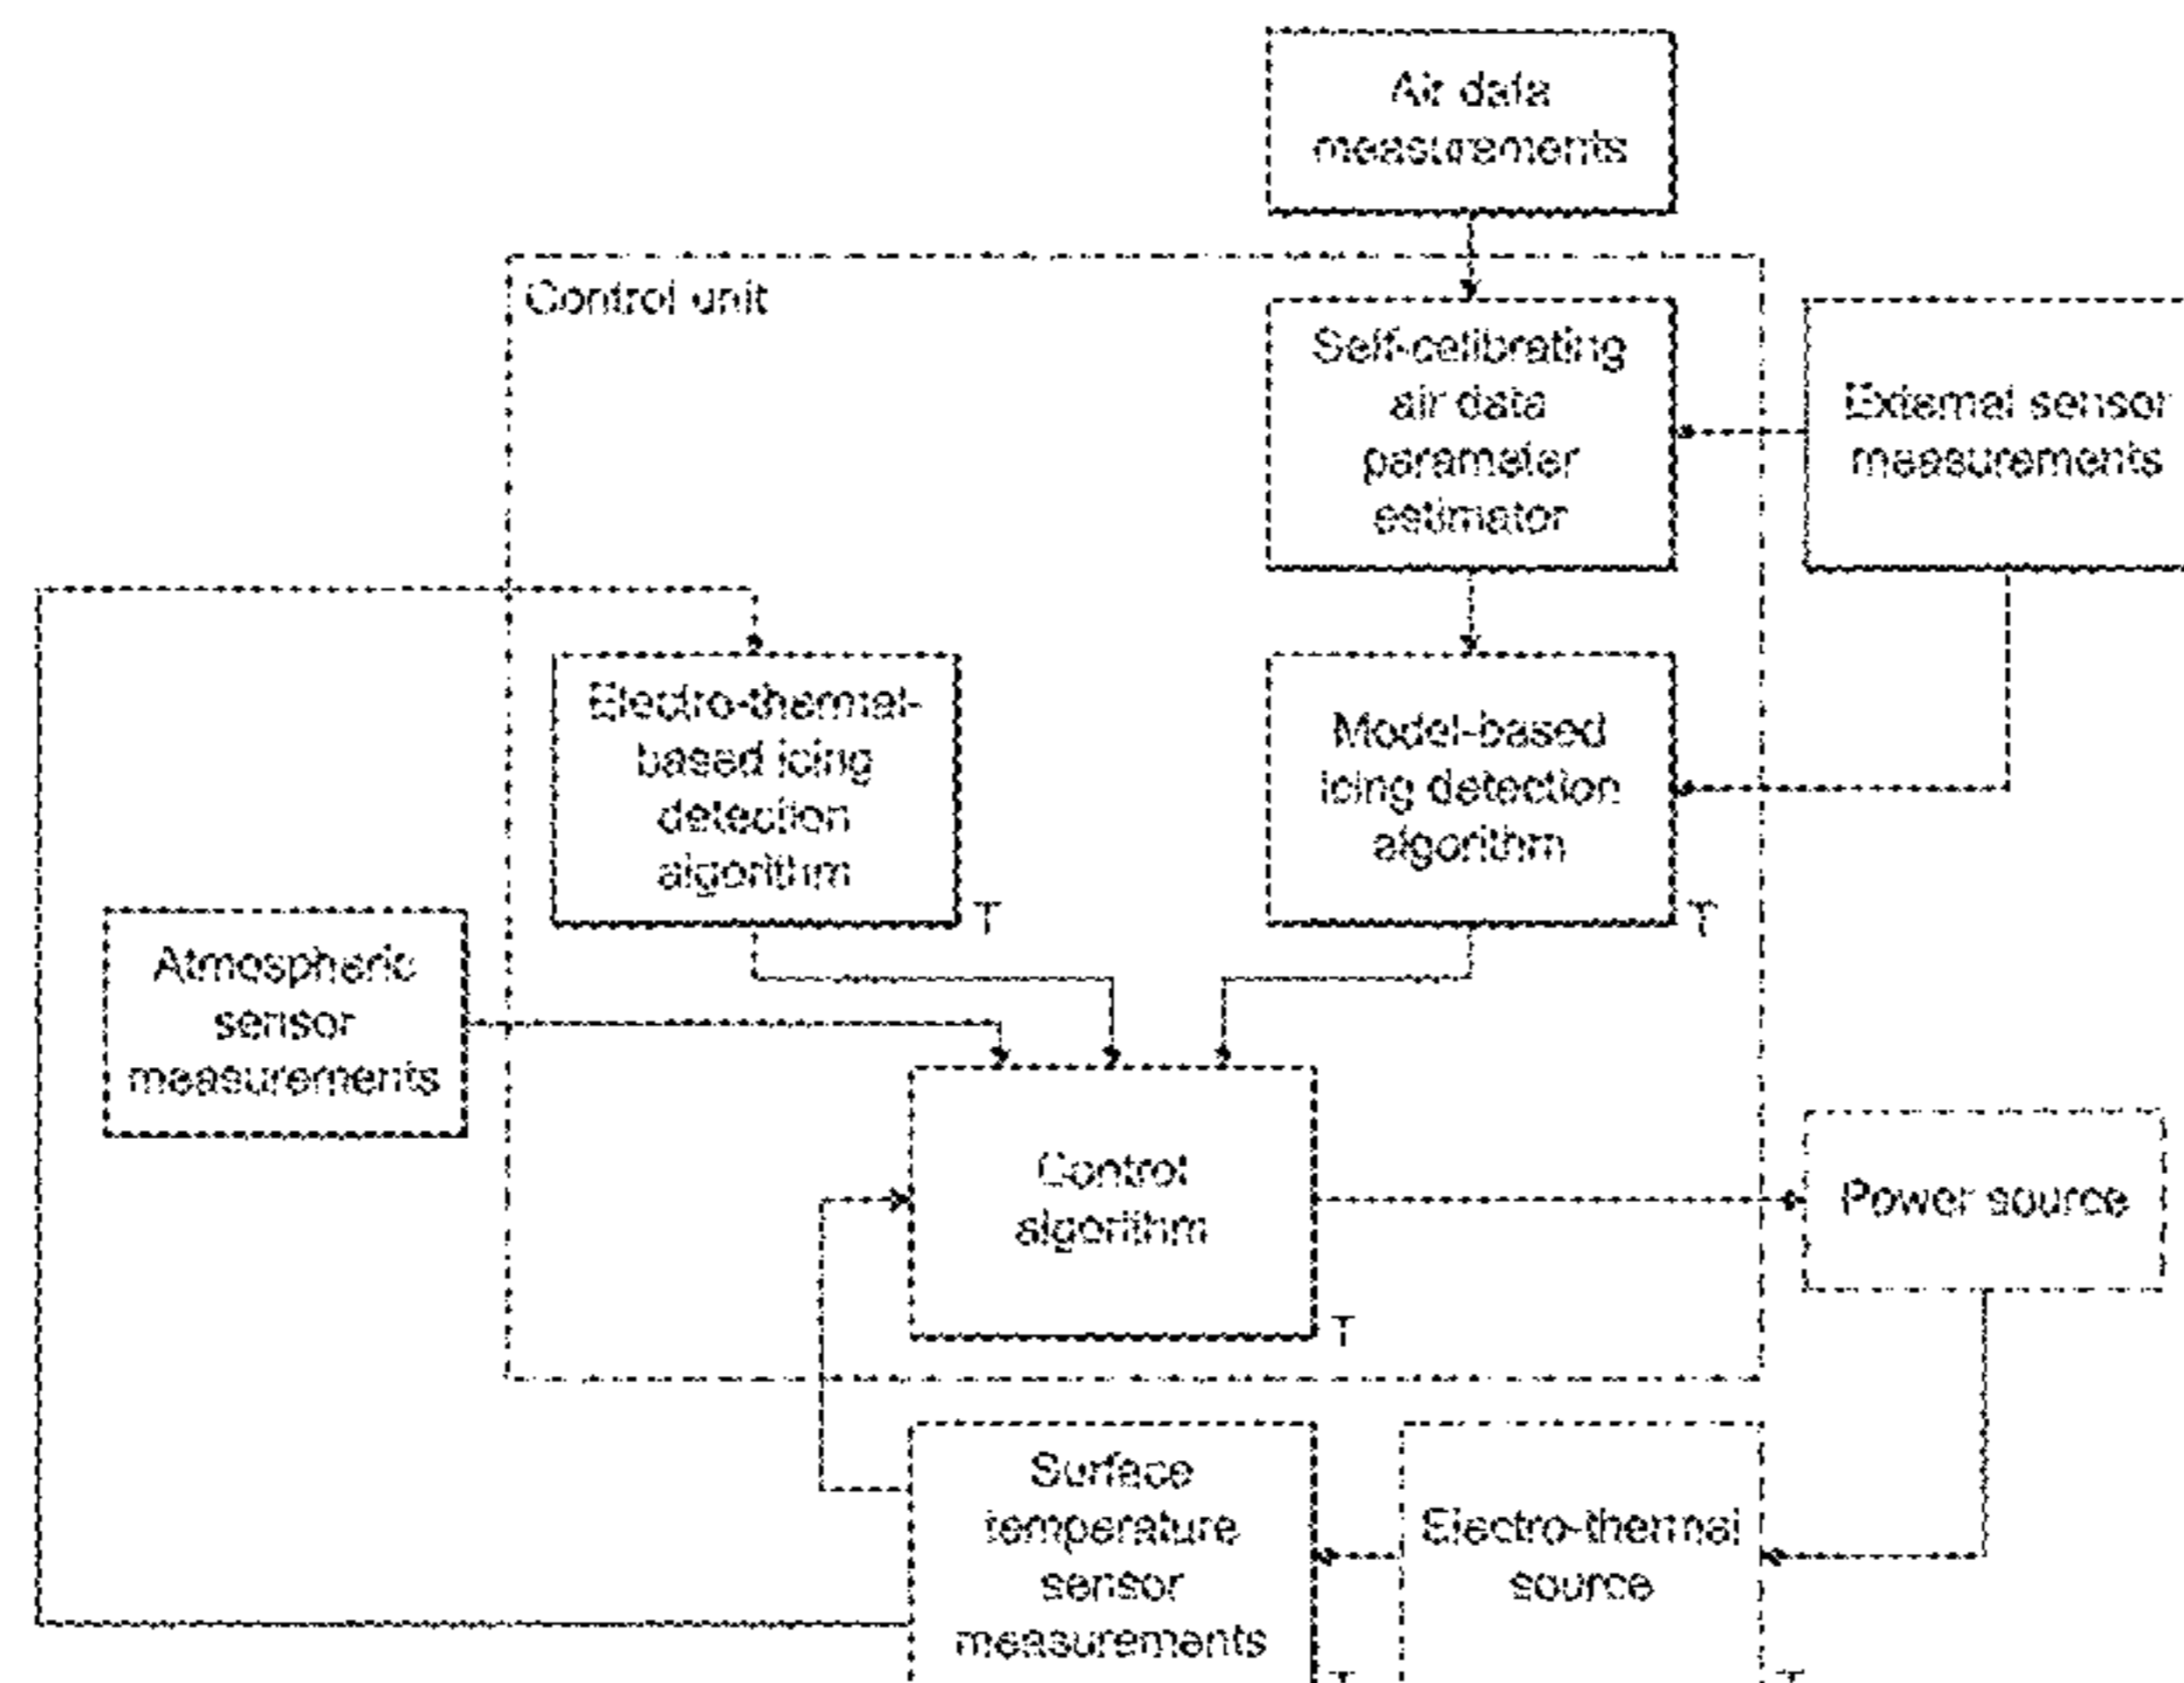 Air data
measurements
Control unit
Self-calibrating
air data
parameter
estimator
External sensor
measurements
Electro-thermal-
based icing
detection
algorithm
T
Model-based
icing detection
algorithm
T
Atmospheric
sensor
measurements
Control
algorithm
T
Power source
Surface
temperature
sensor
measurements
T
Electro-thermal
source
T